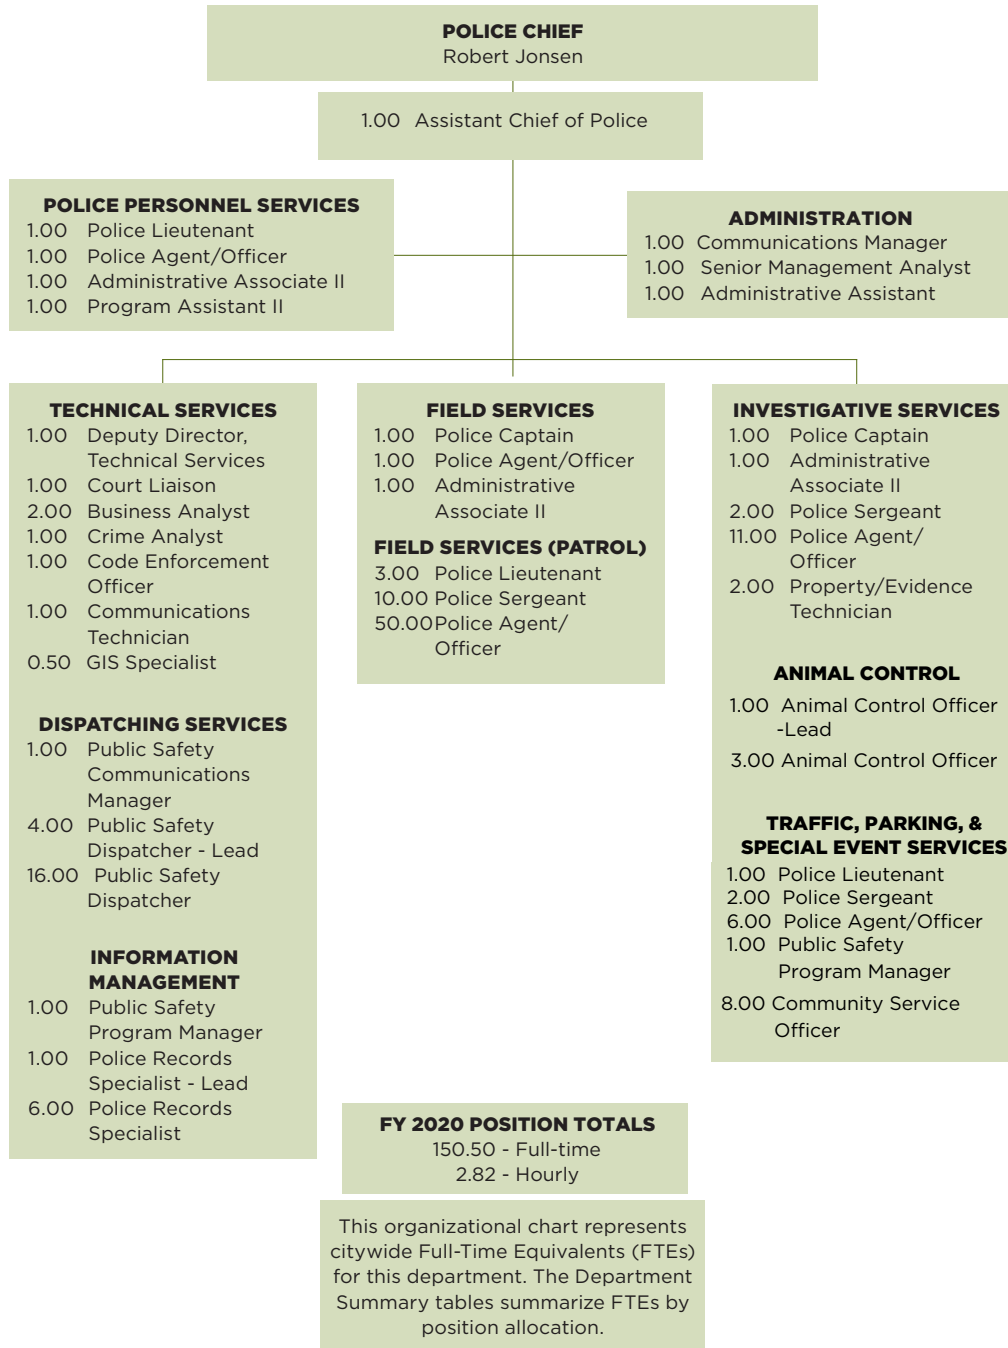 POLICE CHIEF
Robert Jonsen
1.00 Assistant Chief of Police
POLICE PERSONNEL SERVICES
1.00 Police Lieutenant
1.00 Police Agent/Officer
1.00 Administrative Associate II
1.00 Program Assistant II
ADMINISTRATION
1.00 Communications Manager
1.00 Senior Management Analyst
1.00 Administrative Assistant
TECHNICAL SERVICES
1.00 Deputy Director,
Technical Services
1.00 Court Liaison
2.00 Business Analyst
1.00 Crime Analyst
1.00 Code Enforcement
Officer
1.00 Communications
Technician
0.50 GIS Specialist
DISPATCHING SERVICES
1.00 Public Safety
Communications
Manager
4.00 Public Safety
Dispatcher - Lead
16.00 Public Safety
Dispatcher
INFORMATION
MANAGEMENT
1.00 Public Safety
Program Manager
1.00 Police Records
Specialist - Lead
6.00 Police Records
Specialist
FIELD SERVICES
1.00 Police Captain
1.00 Police Agent/Officer
1.00 Administrative
Associate II
FIELD SERVICES (PATROL)
3.00 Police Lieutenant
10.00 Police Sergeant
50.00Police Agent/
Officer
INVESTIGATIVE SERVICES
1.00 Police Captain
1.00 Administrative
Associate II
2.00 Police Sergeant
11.00 Police Agent/
Officer
2.00 Property/Evidence
Technician
ANIMAL CONTROL
1.00 Animal Control Officer
-Lead
3.00 Animal Control Officer
TRAFFIC, PARKING, &
SPECIAL EVENT SERVICES
1.00 Police Lieutenant
2.00 Police Sergeant
6.00 Police Agent/Officer
1.00 Public Safety
Program Manager
8.00 Community Service
Officer
FY 2020 POSITION TOTALS
150.50 - Full-time
2.82 - Hourly
This organizational chart represents
citywide Full-Time Equivalents (FTEs)
for this department. The Department
Summary tables summarize FTEs by
position allocation.